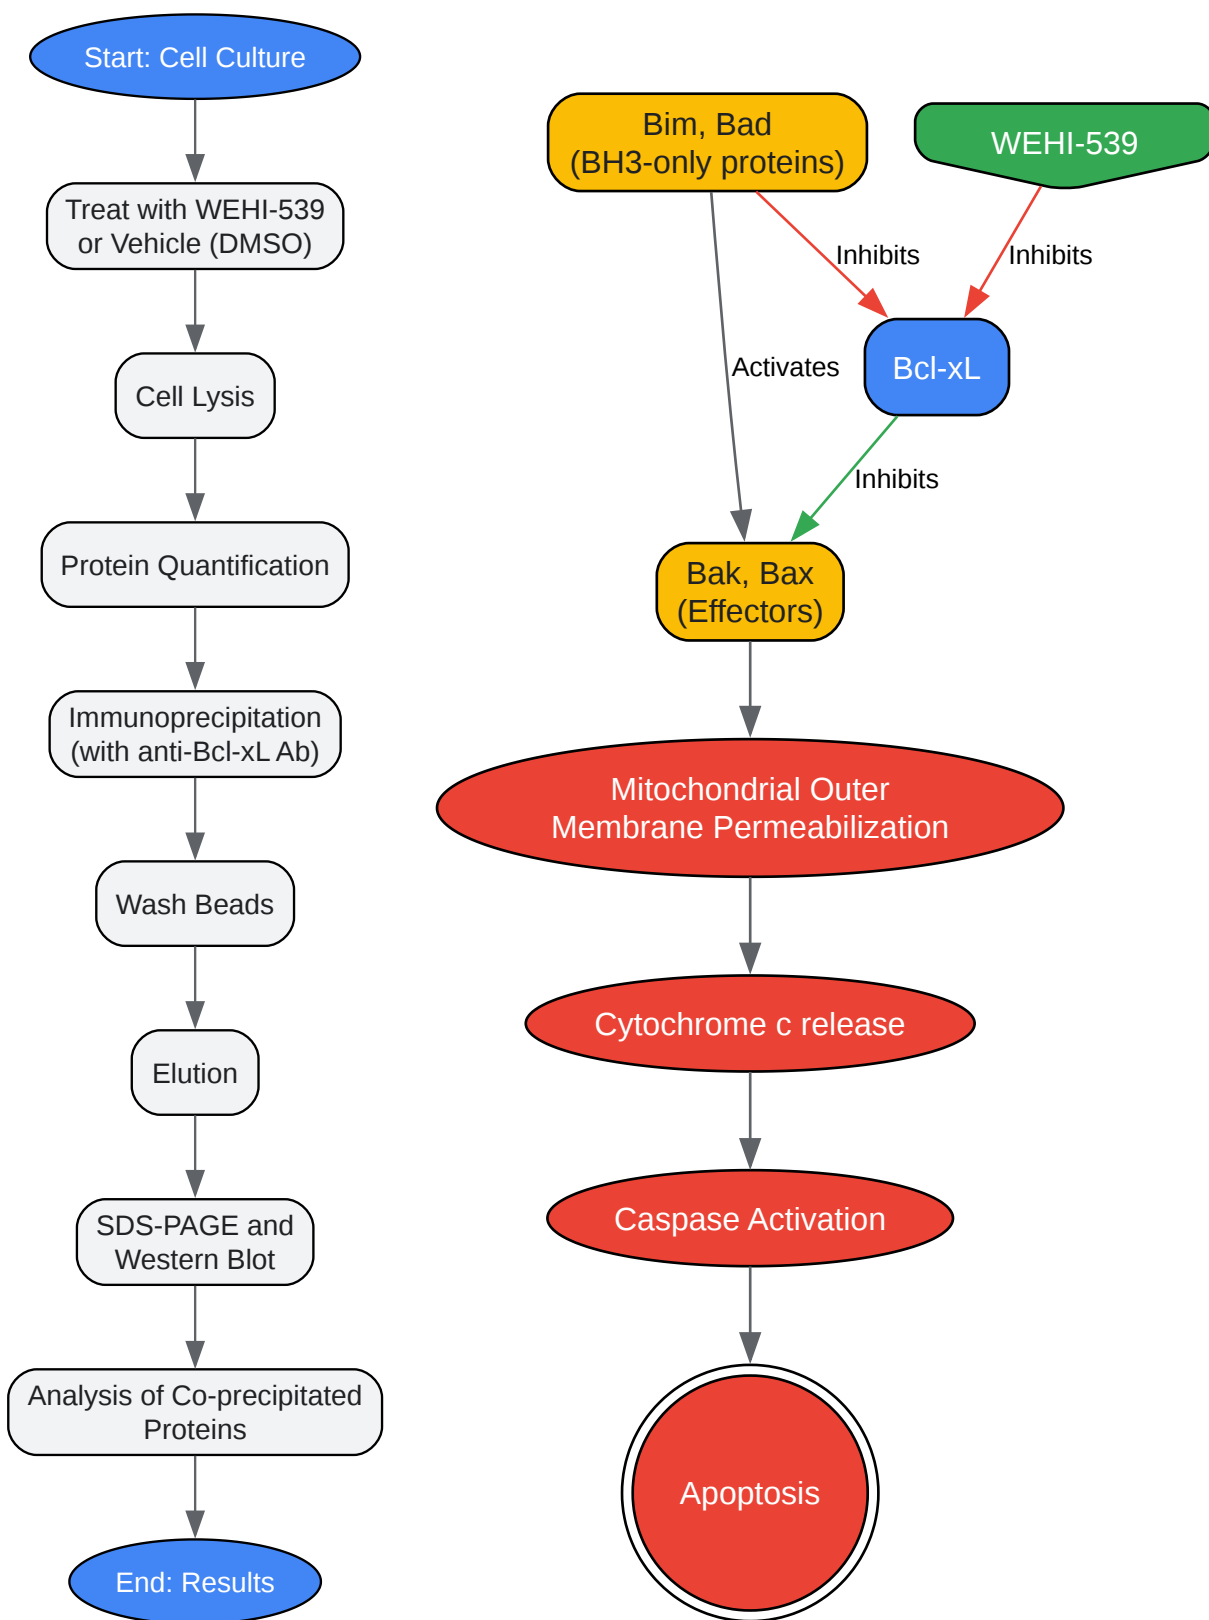 Start: Cell Culture
Treat with WEHI-539
or Vehicle (DMSO)
Cell Lysis
Protein Quantification
Immunoprecipitation
(with anti-Bcl-xL Ab)
Wash Beads
Elution
SDS-PAGE and
Western Blot
Analysis of Co-precipitated
Proteins
End: Results
Bim, Bad
(BH3-only proteins)
WEHI-539
Inhibits
Inhibits
Activates
Bcl-xL
Inhibits
Bak, Bax
(Effectors)
Mitochondrial Outer
Membrane Permeabilization
Cytochrome c release
Caspase Activation
Apoptosis